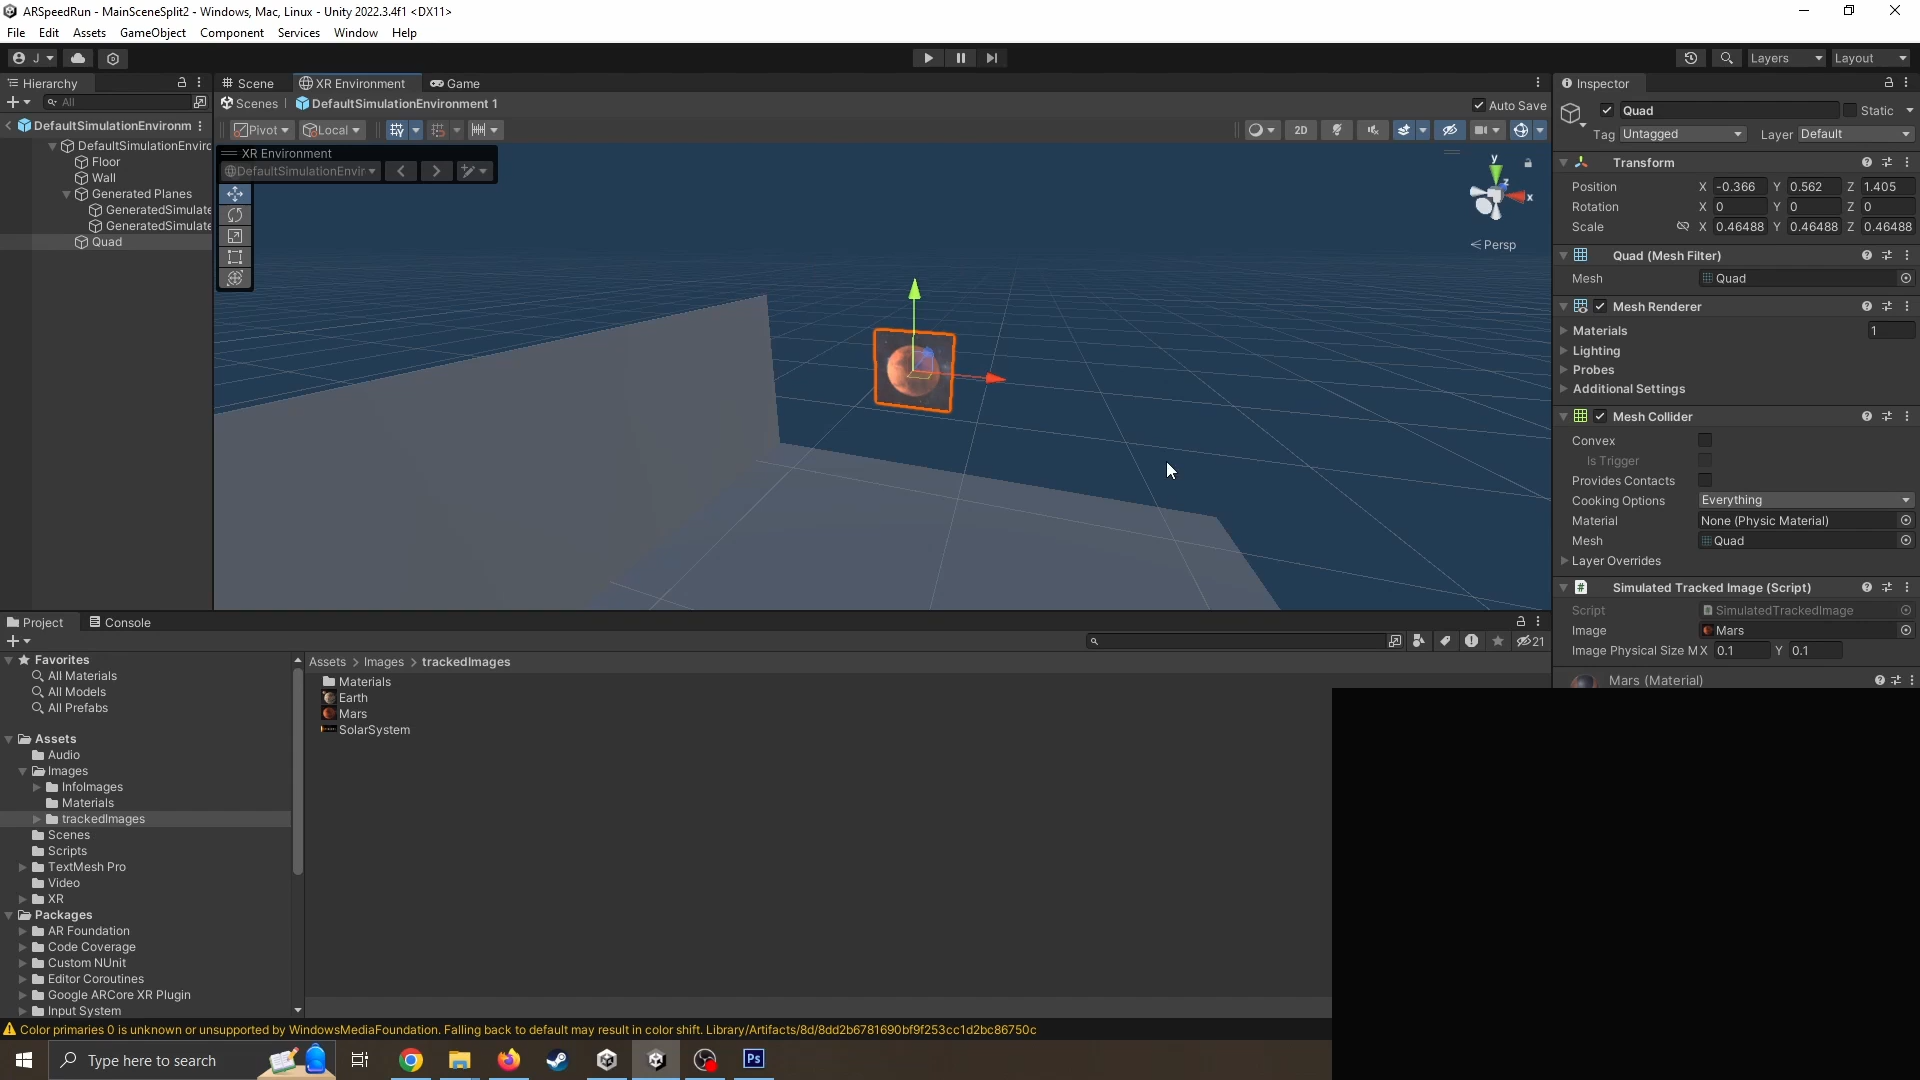 ARSpeedRun - MainSceneSplit2 - Windows, Mac, Linux - Unity 2022.3.4f1 <DX11>
File Edit Assets GameObject Component Services Window Help
J Layers Layout
Hierarchy Scene XR Environment Game Inspector
All Scenes DefaultSimulationEnvironment 1 Auto Save Quad Static
DefaultSimulationEnvironm Pivot Local 2D Tag Untagged Layer Default
DefaultSimulationEnviro
Floor
Wall
Generated Planes
GeneratedSimulate
GeneratedSimulate
Quad
XR Environment
DefaultSimulationEnvir
y
z
x
Persp
Transform
Position X -0.366 Y 0.562 Z 1.405
Rotation X 0 Y 0 Z 0
Scale X 0.46488 Y 0.46488 Z 0.46488
Quad (Mesh Filter)
Mesh Quad
Mesh Renderer
Materials 1
Lighting
Probes
Additional Settings
Mesh Collider
Convex
Is Trigger
Provides Contacts
Cooking Options Everything
Material None (Physic Material)
Mesh Quad
Layer Overrides
Simulated Tracked Image (Script)
Script SimulatedTrackedImage
Image Mars
Image Physical Size M X 0.1 Y 0.1
Mars (Material)
Project Console
21
Favorites
All Materials
All Models
All Prefabs
Assets
Audio
Images
InfoImages
Materials
trackedImages
Scenes
Scripts
TextMesh Pro
Video
XR
Packages
AR Foundation
Code Coverage
Custom NUnit
Editor Coroutines
Google ARCore XR Plugin
Input System
Assets > Images > trackedImages
Materials
Earth
Mars
SolarSystem
Color primaries 0 is unknown or unsupported by WindowsMediaFoundation. Falling back to default may result in color shift. Library/Artifacts/8d/8dd2b6781690bf9f253cc1d2bc86750c
Type here to search Ps